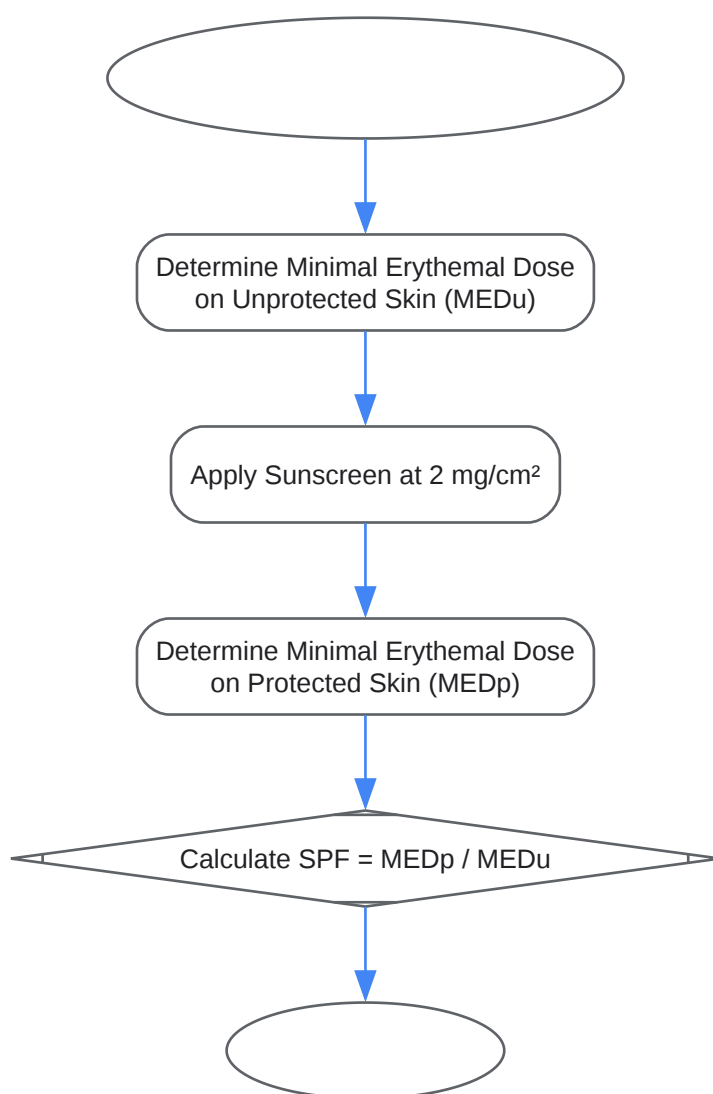 Determine Minimal Erythemal Dose
on Unprotected Skin (MEDu)
Apply Sunscreen at 2 mg/cm²
Determine Minimal Erythemal Dose
on Protected Skin (MEDp)
Calculate SPF = MEDp / MEDu